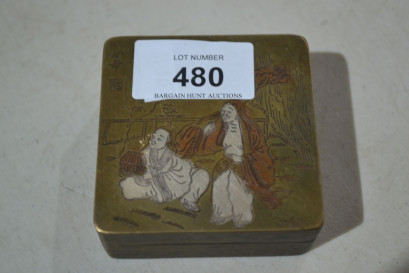 LOT NUMBER
480
BARGAIN HUNT AUCTIONS